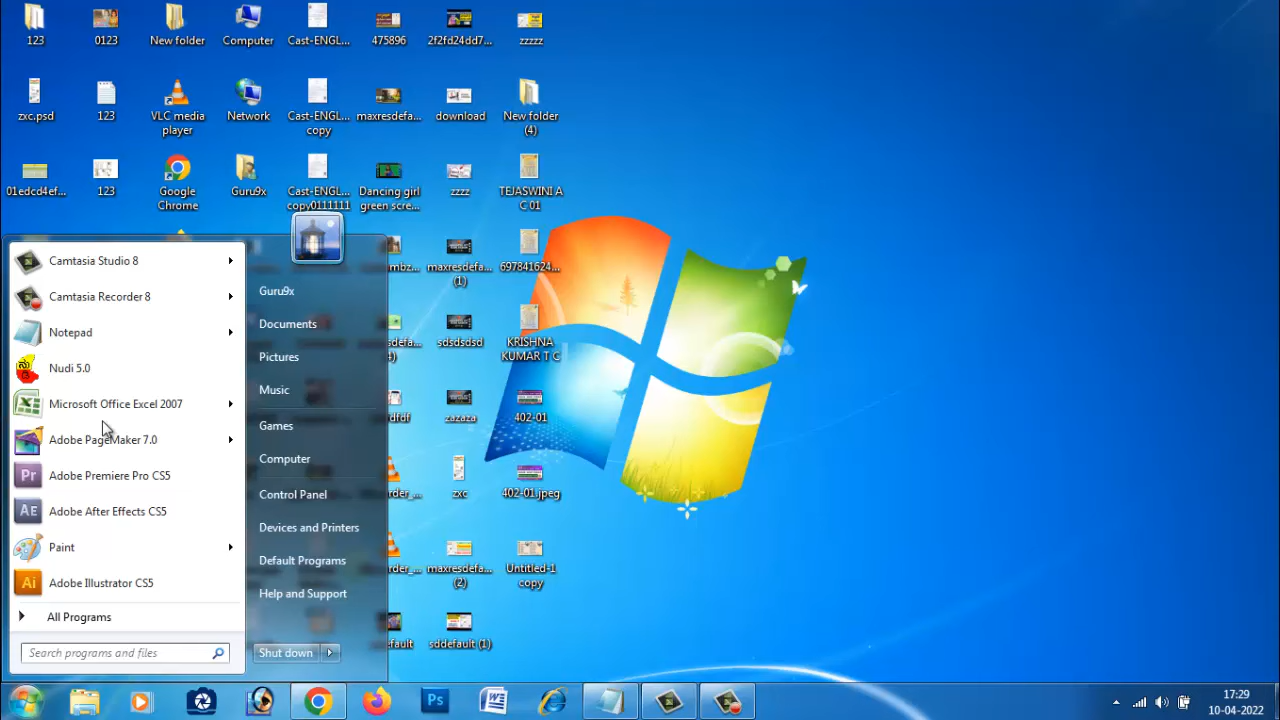 123
0123
New folder
Computer
Cast-ENGL...
475896
2f2fd24dd7...
zzzzz
zxc.psd
123
VLC media
player
Network
Cast-ENGL...
copy
maxresdefa...
download
New folder
(4)
01edcd4ef...
123
Google
Chrome
Guru9x
Cast-ENGL...
copy0111111
Dancing girl
green scre...
zzzz
TEJASWINI A
C 01
maxresdefa...
(1)
697841624...
sdsdsdsd
KRISHNA
KUMAR T C
zazaza
402-01
zxc
402-01.jpeg
maxresdefa...
(2)
Untitled-1
copy
sddefault (1)
Camtasia Studio 8
Camtasia Recorder 8
Notepad
Nudi 5.0
Microsoft Office Excel 2007
Adobe PageMaker 7.0
Pr Adobe Premiere Pro CS5
AE Adobe After Effects CS5
Paint
Ai Adobe Illustrator CS5
All Programs
Search programs and files
Guru9x
Documents
Pictures
Music
Games
Computer
Control Panel
Devices and Printers
Default Programs
Help and Support
Shut down
Ps
17:29
10-04-2022